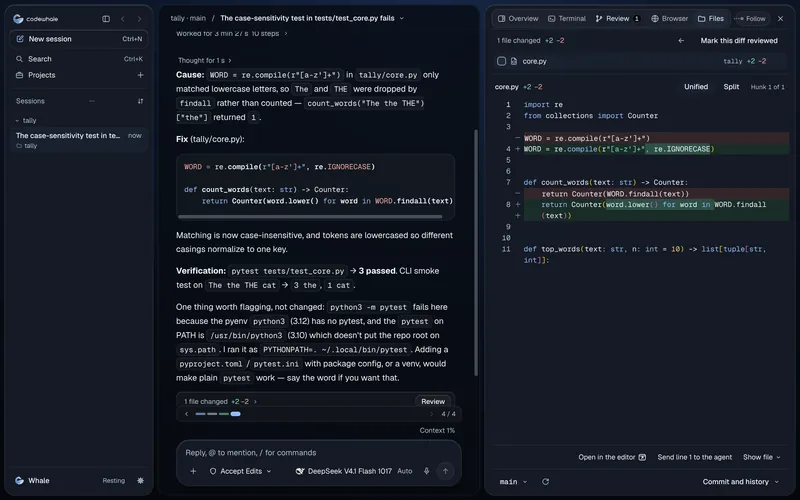 codewhale
New session Ctrl+N
Search Ctrl+K
Projects
Sessions
tally
The case-sensitivity test in te... now
tally
Whale Resting
tally · main / The case-sensitivity test in tests/test_core.py fails
Worked for 3 min 27 s 10 steps
Thought for 1 s
Cause: WORD = re.compile(r"[a-z']+") in tally/core.py only
matched lowercase letters, so The and THE were dropped by
findall rather than counted — count_words("The the THE")
["the"] returned 1.
Fix (tally/core.py):
WORD = re.compile(r"[a-z']+", re.IGNORECASE)
def count_words(text: str) -> Counter:
return Counter(word.lower() for word in WORD.findall(text)
Matching is now case-insensitive, and tokens are lowercased so different
casings normalize to one key.
Verification: pytest tests/test_core.py → 3 passed. CLI smoke
test on The the THE cat → 3 the, 1 cat.
One thing worth flagging, not changed: python3 -m pytest fails here
because the pyenv python3 (3.12) has no pytest, and the pytest on
PATH is /usr/bin/python3 (3.10) which doesn't put the repo root on
sys.path. I ran it as PYTHONPATH=. ~/.local/bin/pytest. Adding a
pyproject.toml / pytest.ini with package config, or a venv, would
make plain pytest work — say the word if you want that.
1 file changed +2 -2 Review
4 / 4
Context 1%
Reply, @ to mention, / for commands
Accept Edits DeepSeek V4.1 Flash 1017 Auto
Overview Terminal Review 1 Browser Files Follow
1 file changed +2 -2 Mark this diff reviewed
core.py tally +2 -2
core.py +2 -2 Unified Split Hunk 1 of 1
1 import re
2 from collections import Counter
3
- WORD = re.compile(r"[a-z']+")
4 + WORD = re.compile(r"[a-z']+", re.IGNORECASE)
5
6
7 def count_words(text: str) -> Counter:
- return Counter(WORD.findall(text))
8 + return Counter(word.lower() for word in WORD.findall
+ (text))
9
10
11 def top_words(text: str, n: int = 10) -> list[tuple[str,
int]]:
Open in the editor Send line 1 to the agent Show file
main Commit and history